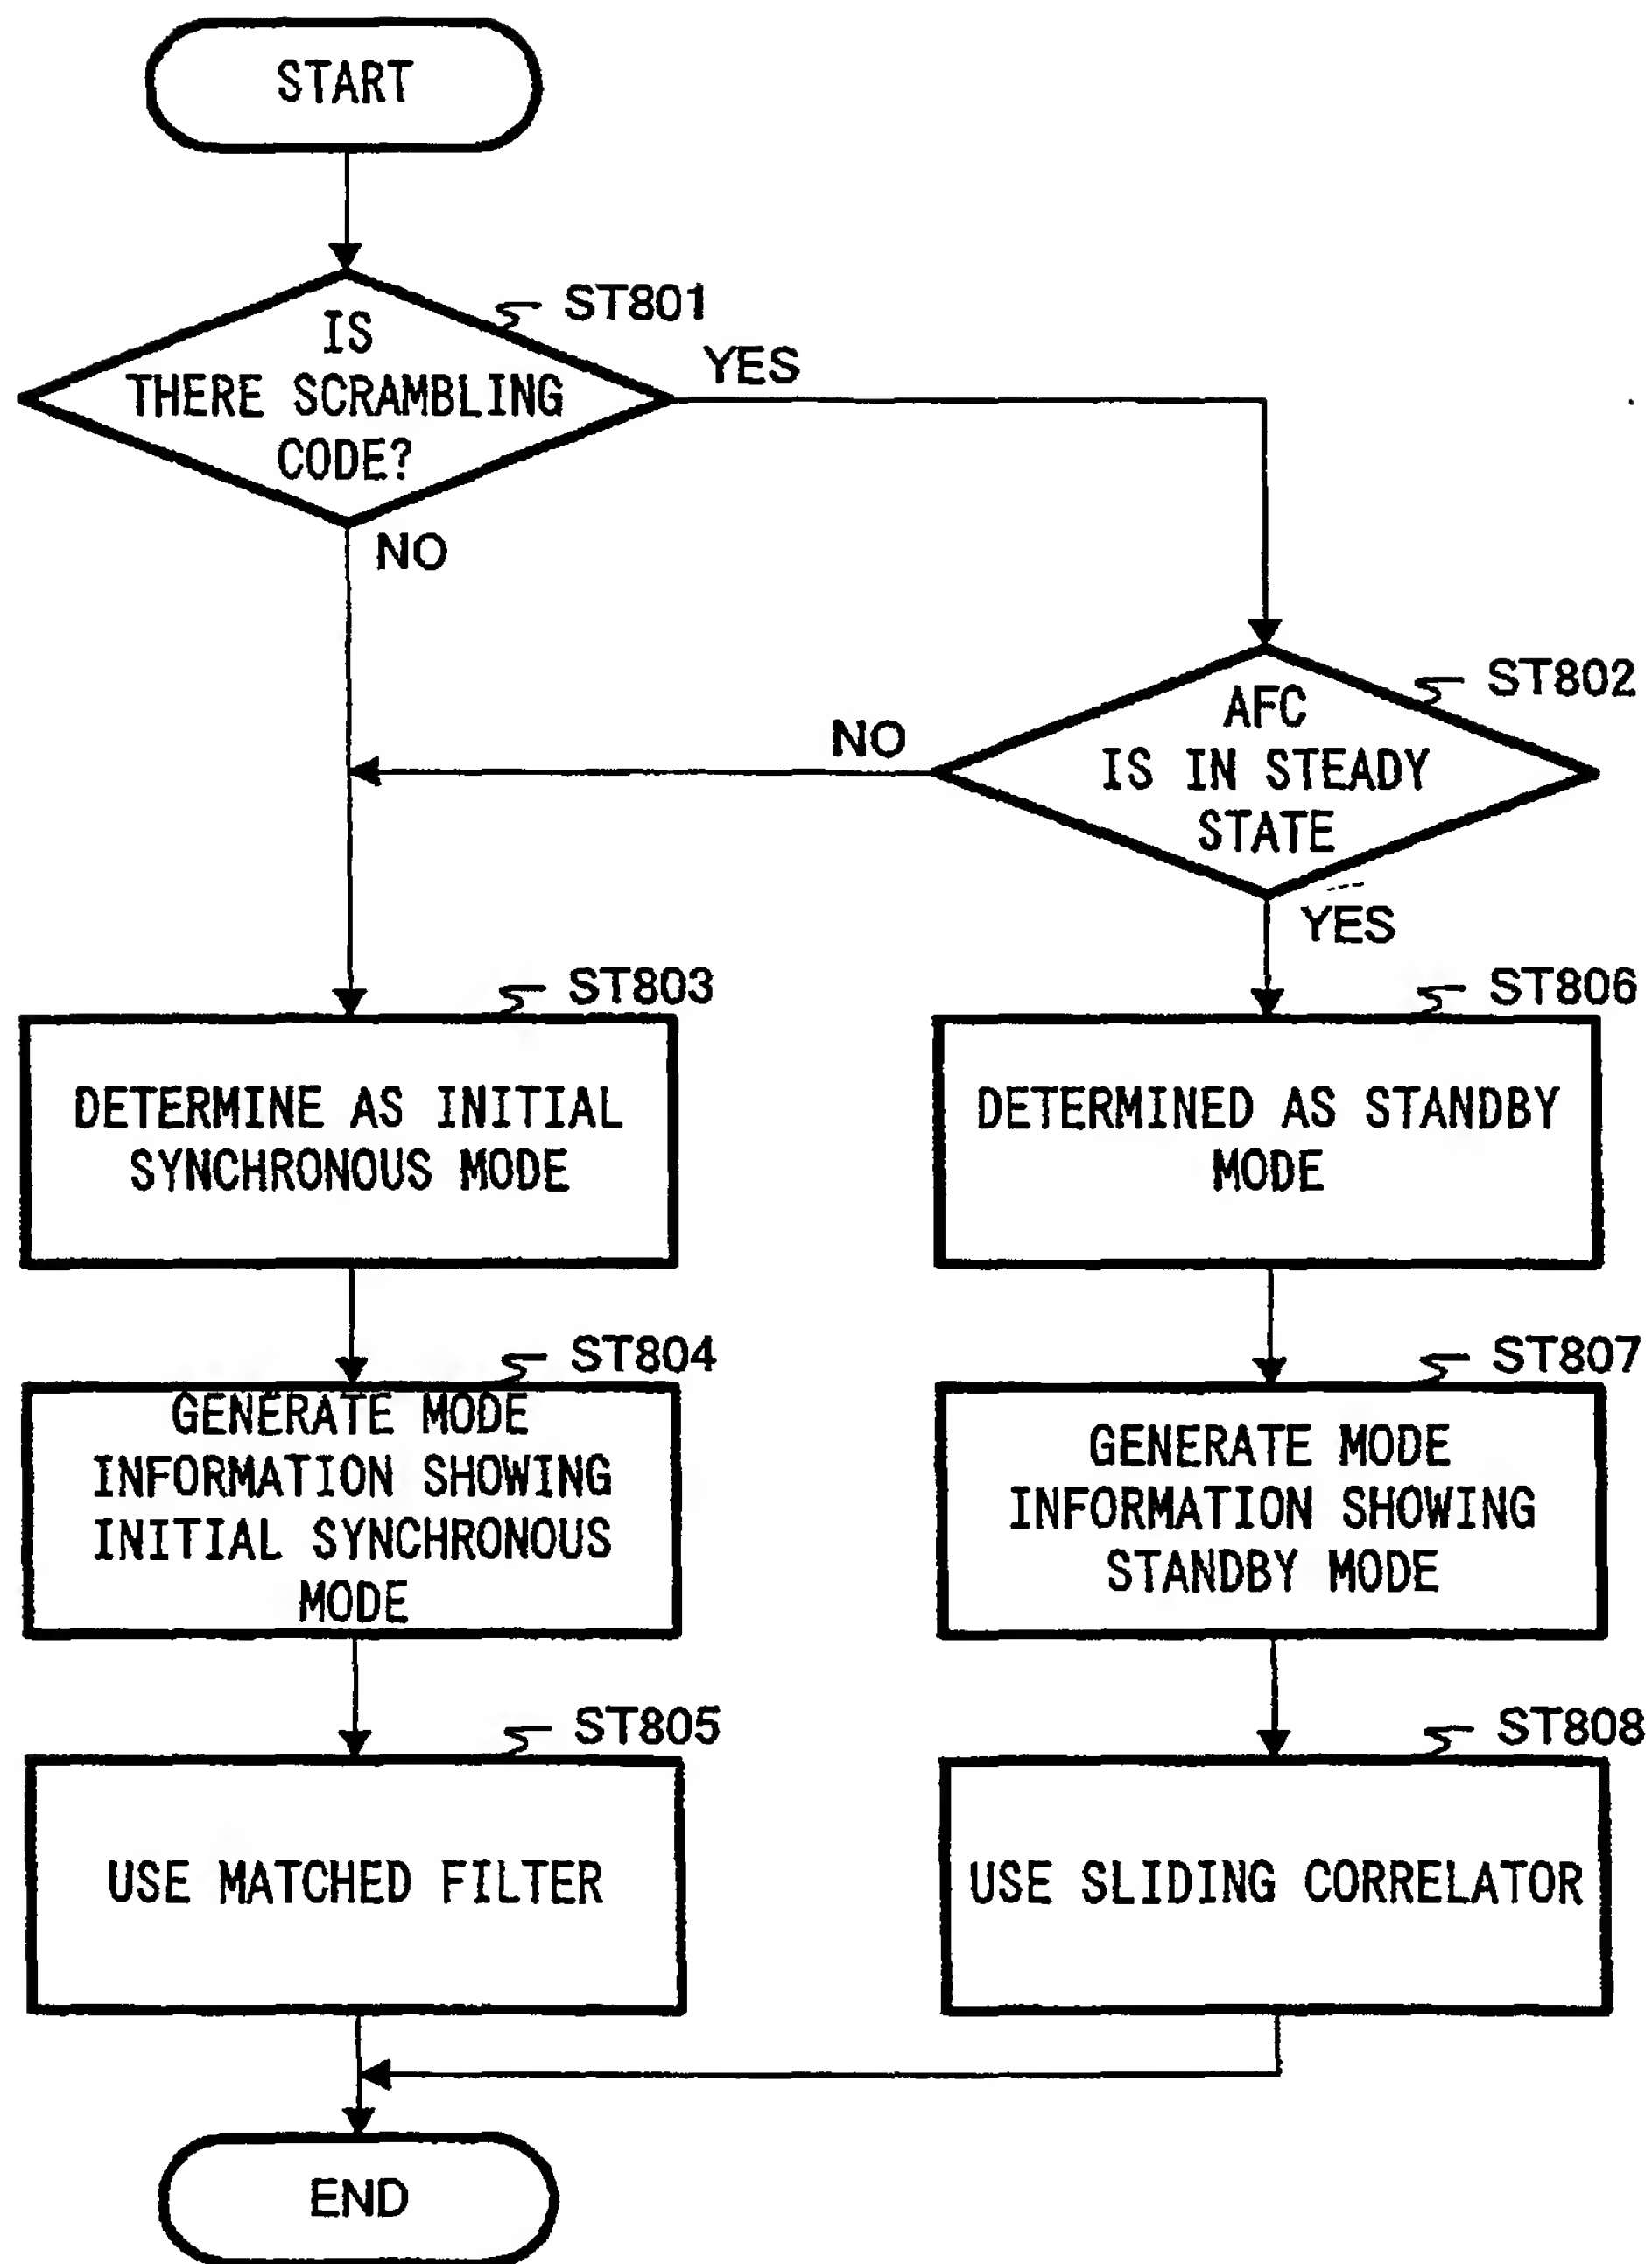 START
ST801
IS
THERE SCRAMBLING
CODE?
YES
NO
ST802
AFC
IS IN STEADY
STATE
NO
YES
ST803
DETERMINE AS INITIAL
SYNCHRONOUS MODE
ST806
DETERMINED AS STANDBY
MODE
ST804
GENERATE MODE
INFORMATION SHOWING
INITIAL SYNCHRONOUS
MODE
ST807
GENERATE MODE
INFORMATION SHOWING
STANDBY MODE
ST805
USE MATCHED FILTER
ST808
USE SLIDING CORRELATOR
END